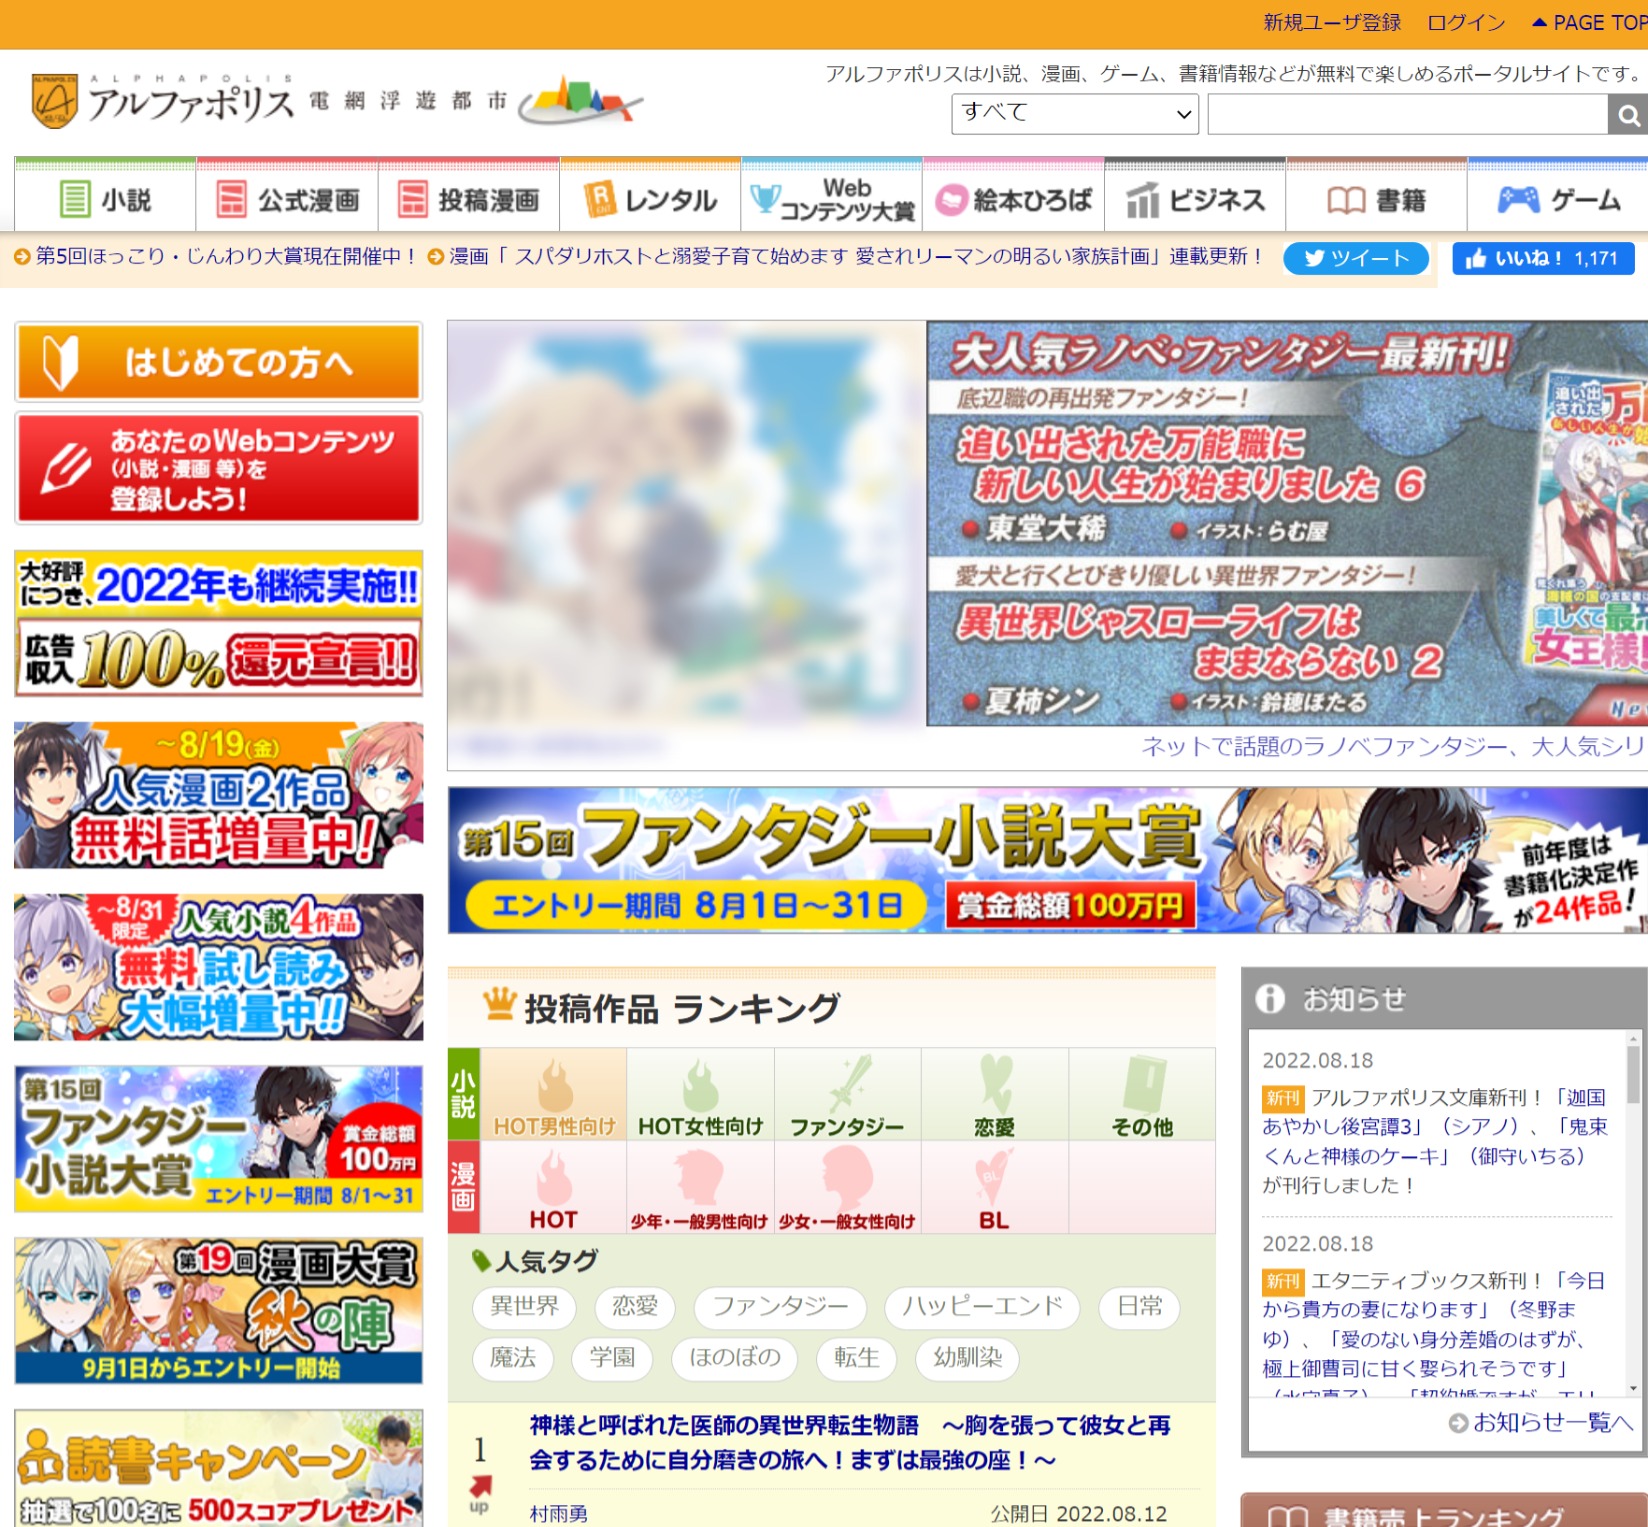 新規ユーザ登録 ログイン PAGE TOP
ALPHAPOLIS
アルファポリス 電網浮遊都市
アルファポリスは小説、漫画、ゲーム、書籍情報などが無料で楽しめるポータルサイトです。
すべて
小説 公式漫画 投稿漫画 レンタル Webコンテンツ大賞 絵本ひろば ビジネス 書籍 ゲーム
第5回ほっこり・じんわり大賞現在開催中！ 漫画「 スパダリホストと溺愛子育て始めます 愛されリーマンの明るい家族計画」連載更新！ ツイート いいね！ 1,171
はじめての方へ
あなたのWebコンテンツ
(小説・漫画 等)を
登録しよう!
大好評につき、2022年も継続実施!!
広告収入100%還元宣言!!
～8/19(金)
人気漫画2作品
無料話増量中!
～8/31限定 人気小説4作品
無料試し読み
大幅増量中!!
第15回
ファンタジー
小説大賞
賞金総額
100万円
エントリー期間 8/1～31
第19回漫画大賞
秋の陣
9月1日からエントリー開始
読書キャンペーン
抽選で100名に 500スコアプレゼント
大人気ラノベ・ファンタジー最新刊!
底辺職の再出発ファンタジー!
追い出された万能職に
新しい人生が始まりました 6
東堂大稀 イラスト:らむ屋
愛犬と行くとびきり優しい異世界ファンタジー!
異世界じゃスローライフは
ままならない 2
夏柿シン イラスト:鈴穂ほたる
ネットで話題のラノベファンタジー、大人気シリ
第15回 ファンタジー小説大賞
エントリー期間 8月1日～31日 賞金総額100万円
前年度は
書籍化決定作
が24作品!
投稿作品 ランキング
小説
HOT男性向け HOT女性向け ファンタジー 恋愛 その他
漫画
HOT 少年・一般男性向け 少女・一般女性向け BL
人気タグ
異世界 恋愛 ファンタジー ハッピーエンド 日常
魔法 学園 ほのぼの 転生 幼馴染
1
up
神様と呼ばれた医師の異世界転生物語　～胸を張って彼女と再
会するために自分磨きの旅へ！まずは最強の座！～
村雨勇 公開日 2022.08.12
お知らせ
2022.08.18
新刊 アルファポリス文庫新刊！「迦国
あやかし後宮譚3」（シアノ）、「鬼束
くんと神様のケーキ」（御守いちる）
が刊行しました！
2022.08.18
新刊 エタニティブックス新刊！「今日
から貴方の妻になります」（冬野ま
ゆ）、「愛のない身分差婚のはずが、
極上御曹司に甘く娶られそうです」
お知らせ一覧へ
書籍売上ランキング